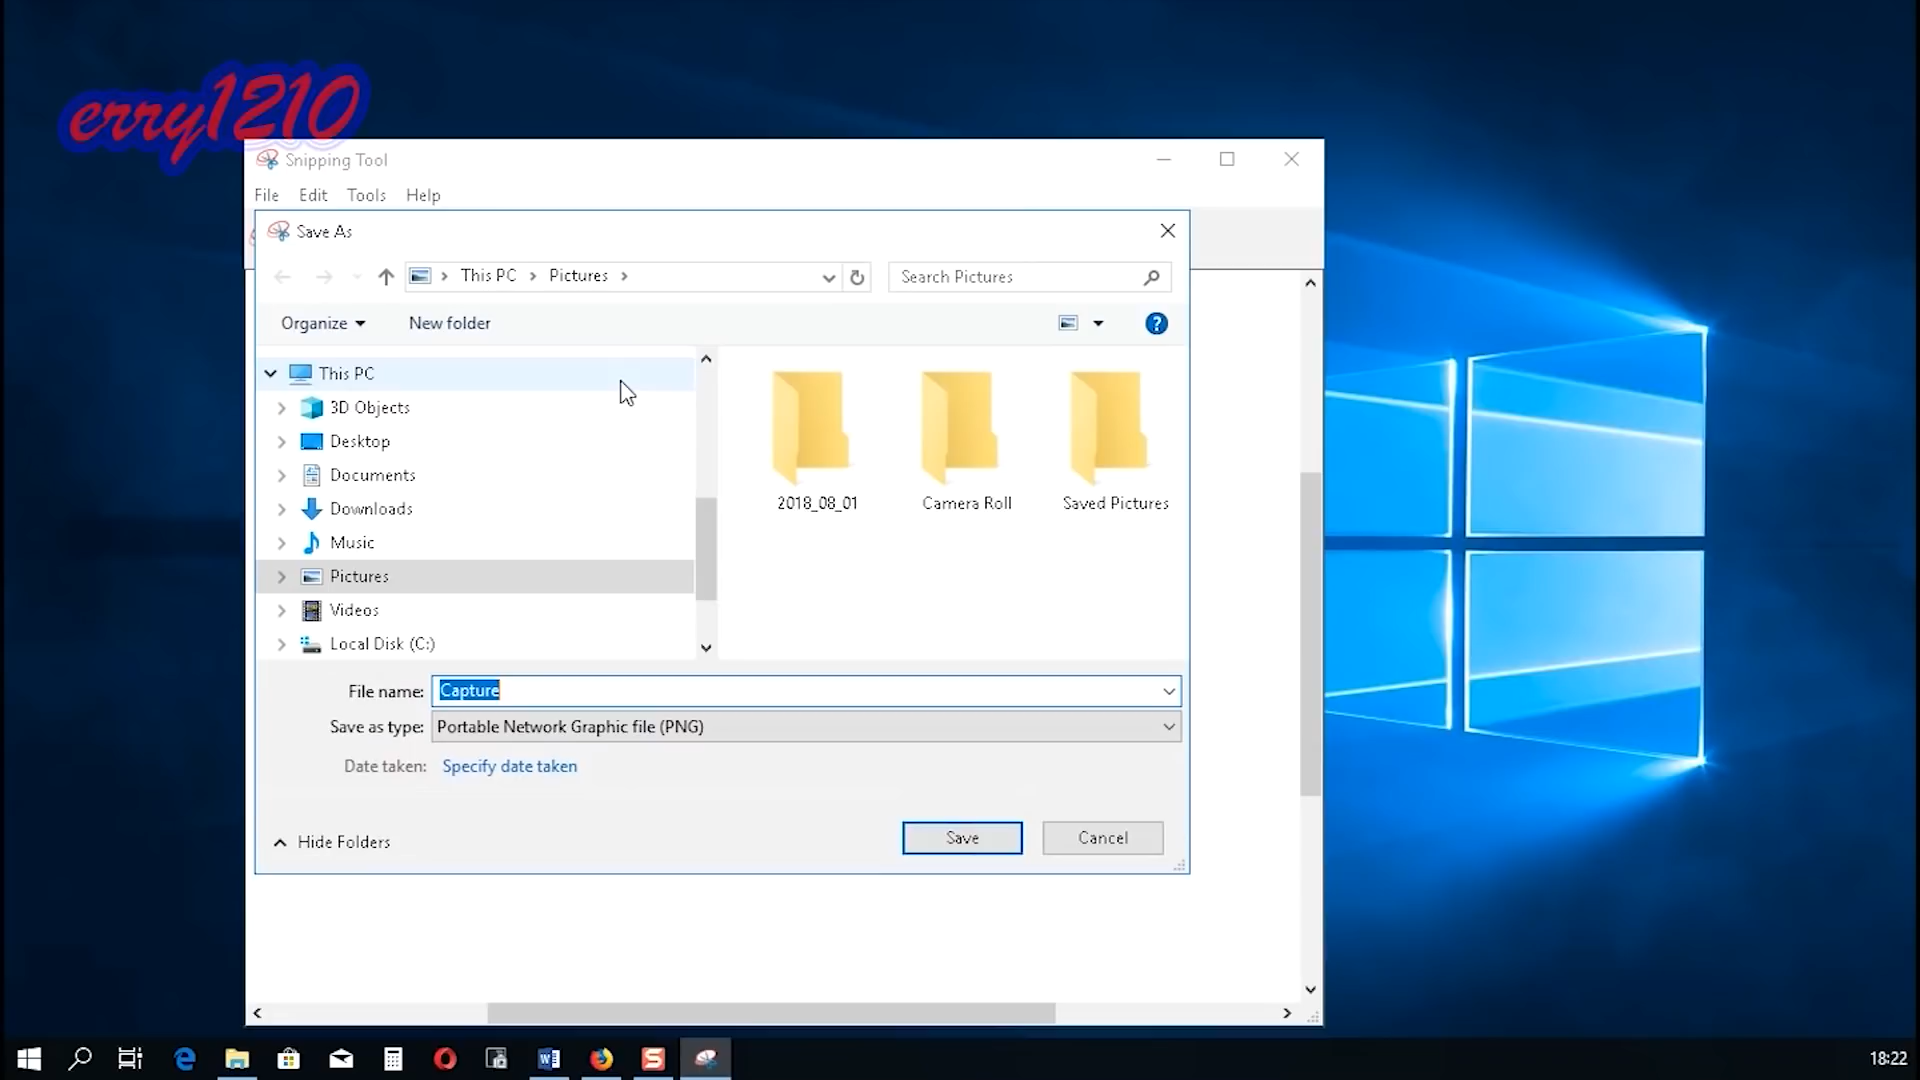 erry1210
Snipping Tool
File Edit Tools Help
Save As
This PC Pictures
Search Pictures
Organize New folder
This PC
3D Objects
Desktop
Documents
Downloads
Music
Pictures
Videos
Local Disk (C:)
2018_08_01 Camera Roll Saved Pictures
File name: Capture
Save as type: Portable Network Graphic file (PNG)
Date taken: Specify date taken
Hide Folders
Save Cancel
18:22